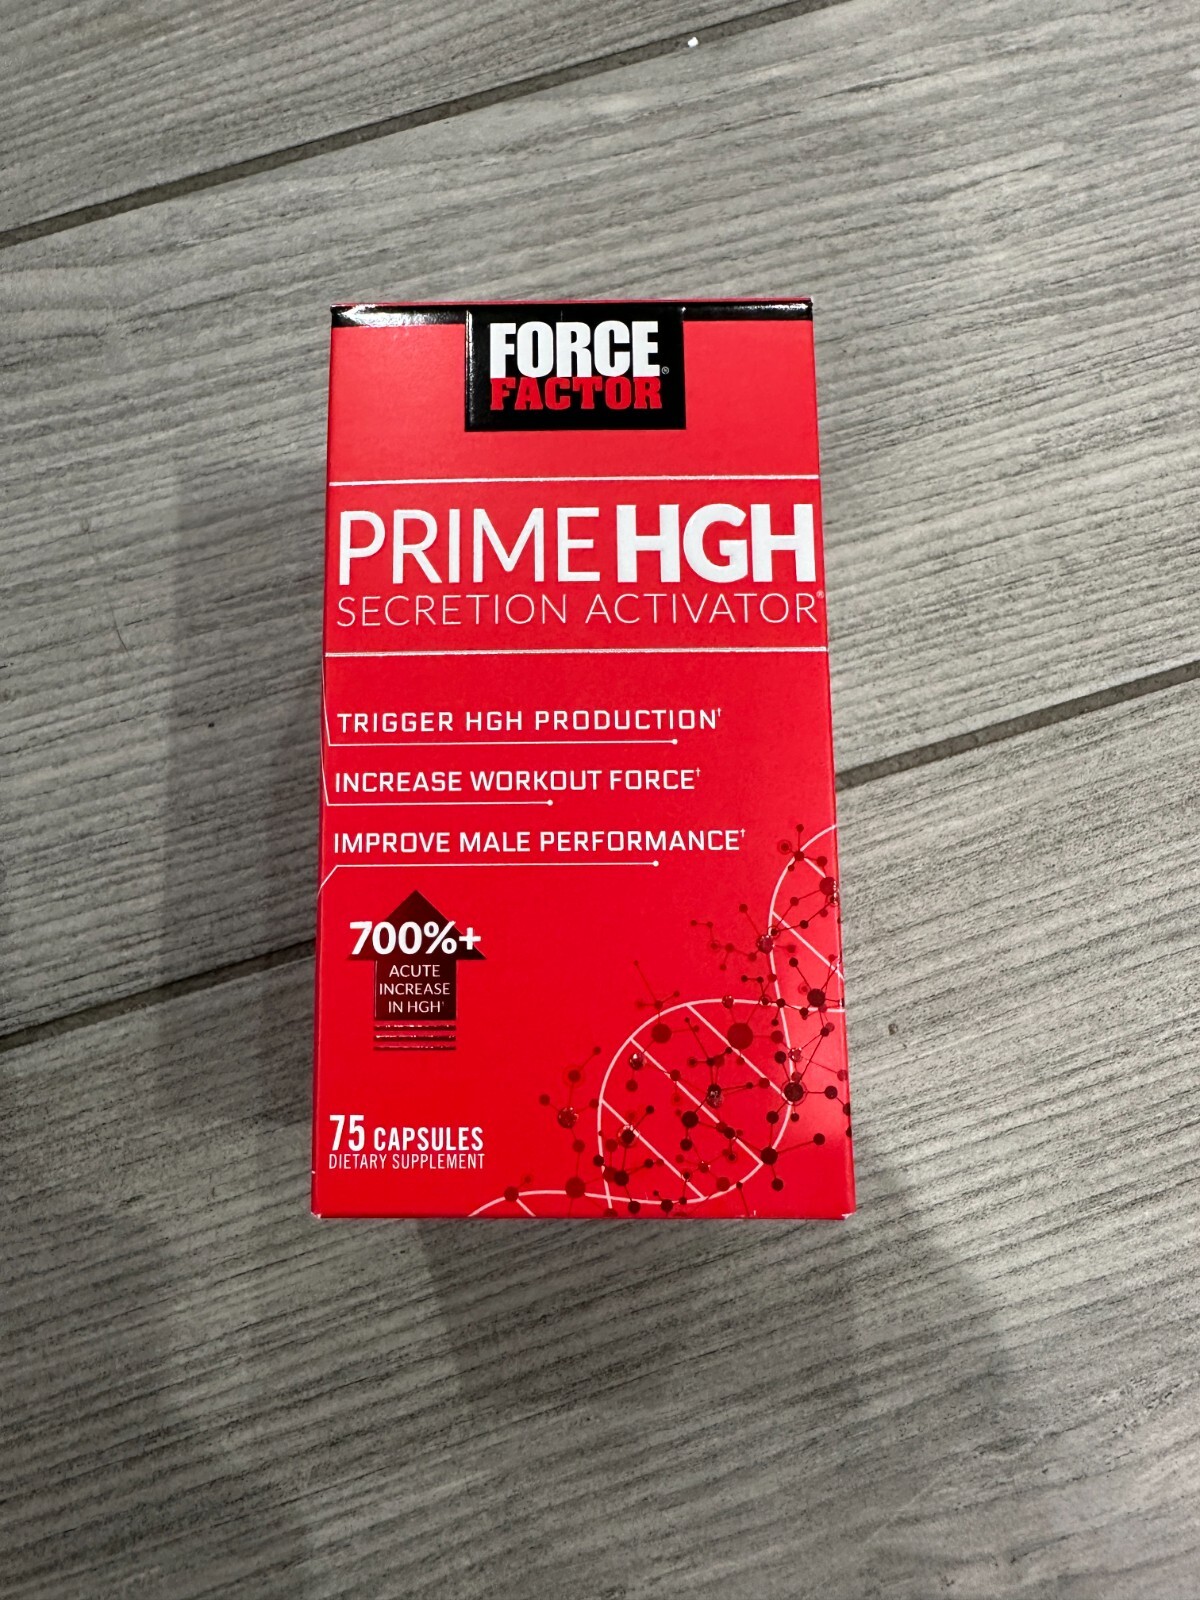 FORCE®
FACTOR
PRIME HGH
SECRETION ACTIVATOR®
TRIGGER HGH PRODUCTION†
INCREASE WORKOUT FORCE†
IMPROVE MALE PERFORMANCE†
700%+
ACUTE
INCREASE
IN HGH†
75 CAPSULES
DIETARY SUPPLEMENT